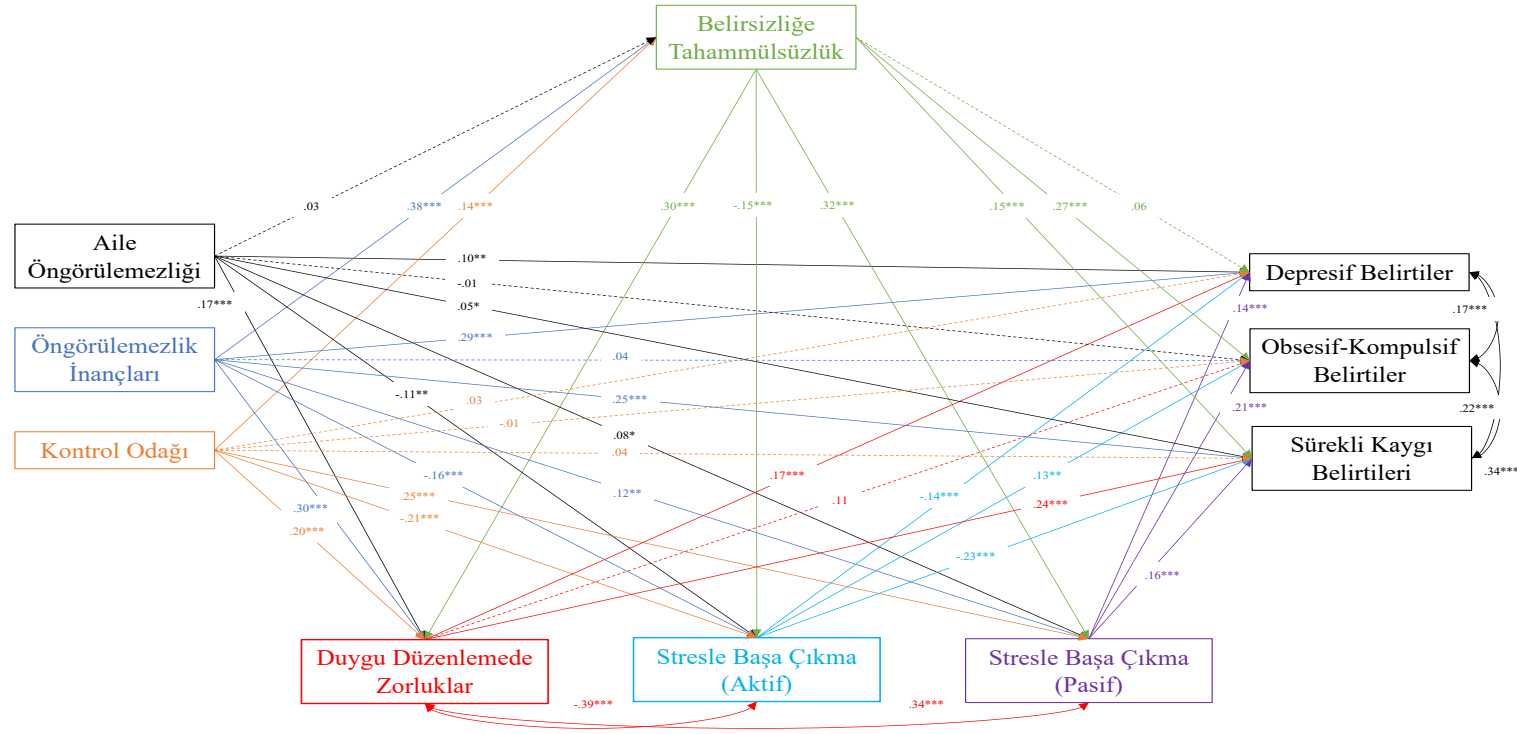 Belirsizliğe
Tahammülsüzlük
.03
.38***
.14***
.30***
-.15***
.32***
.15***
.27***
.06
Aile
Öngörülemezliği
.10**
-.01
.05*
.17***
Depresif Belirtiler
.14***
.17***
Öngörülemezlik
İnançları
.29***
.04
Obsesif-Kompulsif
Belirtiler
-.11**
.03
.25***
.21***
.22***
-.01
Kontrol Odağı
.08*
.04
Sürekli Kaygı
Belirtileri
.34***
-.16***
.17***
.13**
.12**
.25***
.11
-.14***
.24***
.30***
-.21***
.20***
-.23***
.16***
Duygu Düzenlemede
Zorluklar
Stresle Başa Çıkma
(Aktif)
Stresle Başa Çıkma
(Pasif)
-.39***
.34***